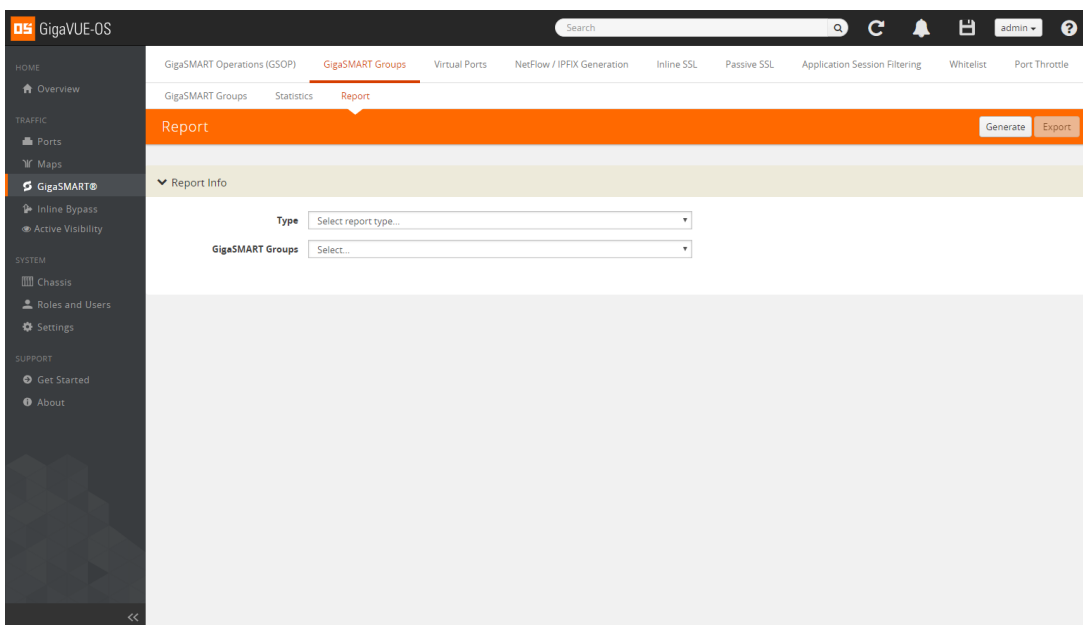 OS GigaVUE-OS
Search
admin
HOME
Overview
TRAFFIC
Ports
Maps
GigaSMART®
Inline Bypass
Active Visibility
SYSTEM
Chassis
Roles and Users
Settings
SUPPORT
Get Started
About
GigaSMART Operations (GSOP) GigaSMART Groups Virtual Ports NetFlow / IPFIX Generation Inline SSL Passive SSL Application Session Filtering Whitelist Port Throttle
GigaSMART Groups Statistics Report
Report Generate Export
Report Info
Type Select report type...
GigaSMART Groups Select...